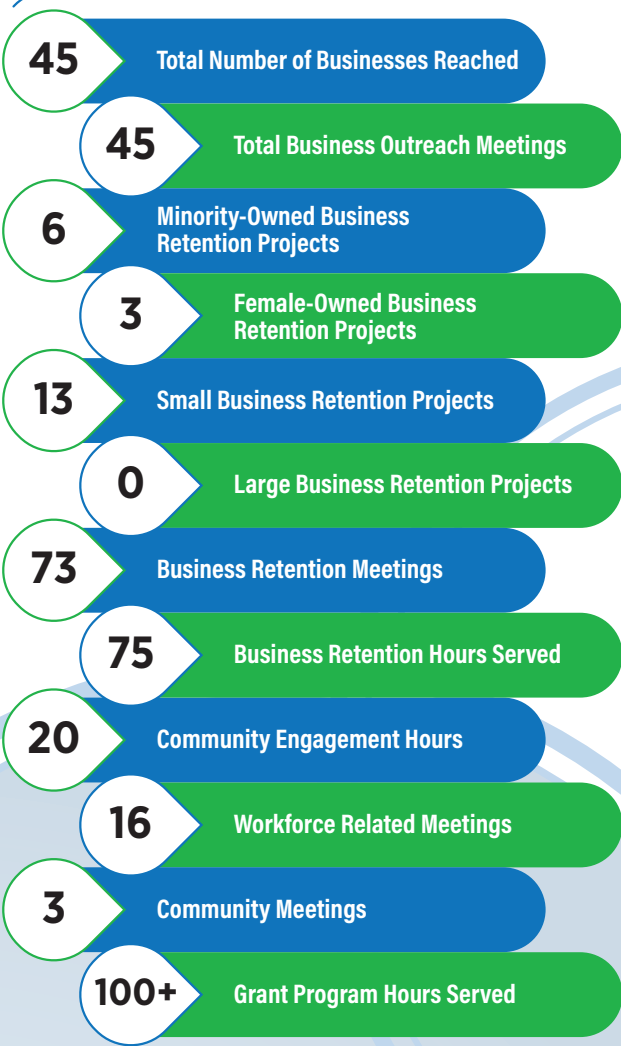 45
Total Number of Businesses Reached
45
Total Business Outreach Meetings
6
Minority-Owned Business
Retention Projects
3
Female-Owned Business
Retention Projects
13
Small Business Retention Projects
0
Large Business Retention Projects
73
Business Retention Meetings
75
Business Retention Hours Served
20
Community Engagement Hours
16
Workforce Related Meetings
3
Community Meetings
100+
Grant Program Hours Served